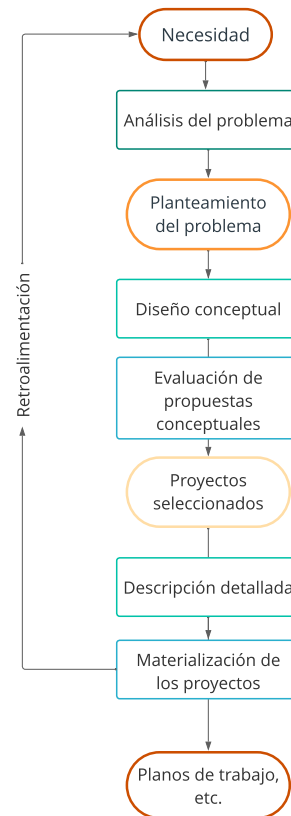 Necesidad
Análisis del problema
Planteamiento
del problema
Diseño conceptual
Evaluación de
propuestas
conceptuales
Proyectos
seleccionados
Descripción detallada
Materialización de
los proyectos
Planos de trabajo,
etc.
Retroalimentación